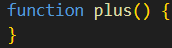 function plus() {
}